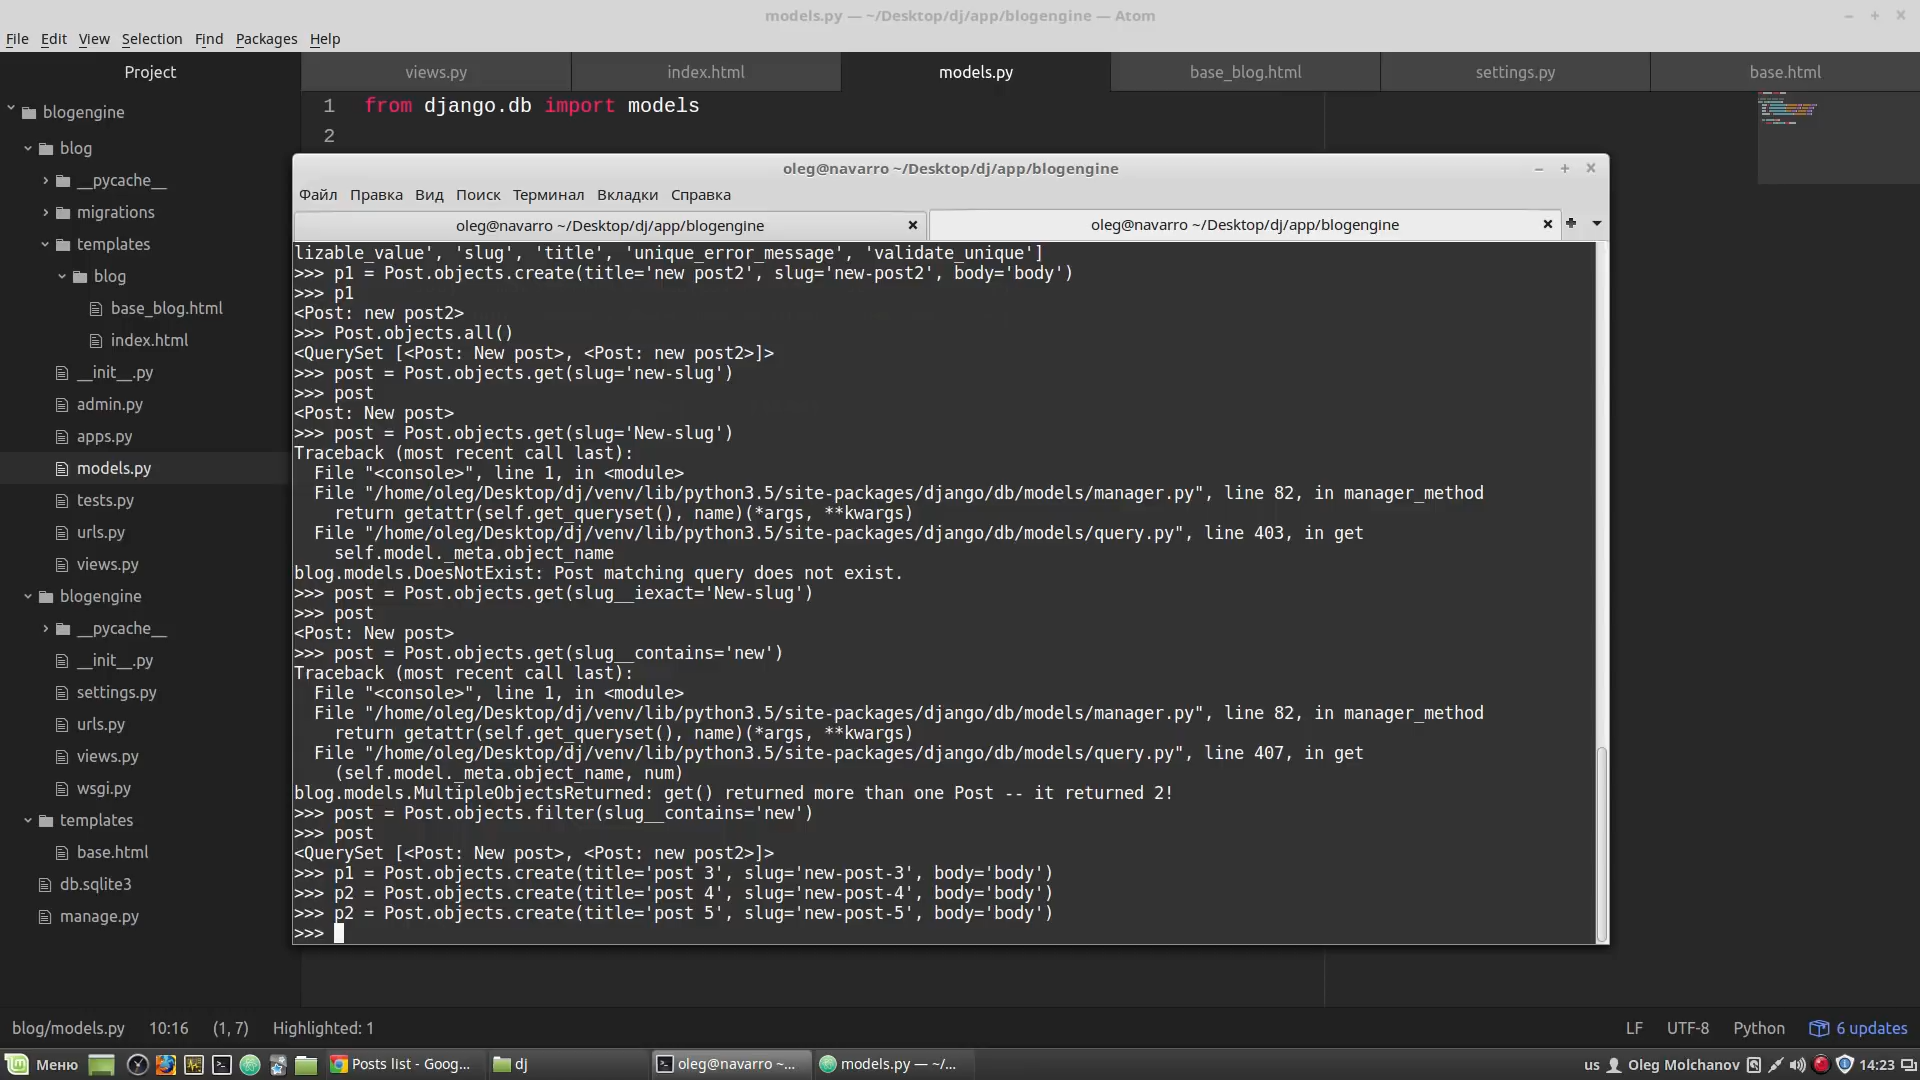 models.py — ~/Desktop/dj/app/blogengine — Atom
File Edit View Selection Find Packages Help
Project
views.py index.html models.py base_blog.html settings.py base.html
1 from django.db import models
2
blogengine
blog
__pycache__
migrations
templates
blog
base_blog.html
index.html
__init__.py
admin.py
apps.py
models.py
tests.py
urls.py
views.py
blogengine
__pycache__
__init__.py
settings.py
urls.py
views.py
wsgi.py
templates
base.html
db.sqlite3
manage.py
oleg@navarro ~/Desktop/dj/app/blogengine
Файл Правка Вид Поиск Терминал Вкладки Справка
oleg@navarro ~/Desktop/dj/app/blogengine oleg@navarro ~/Desktop/dj/app/blogengine
lizable_value', 'slug', 'title', 'unique_error_message', 'validate_unique']
>>> p1 = Post.objects.create(title='new post2', slug='new-post2', body='body')
>>> p1
<Post: new post2>
>>> Post.objects.all()
<QuerySet [<Post: New post>, <Post: new post2>]>
>>> post = Post.objects.get(slug='new-slug')
>>> post
<Post: New post>
>>> post = Post.objects.get(slug='New-slug')
Traceback (most recent call last):
  File "<console>", line 1, in <module>
  File "/home/oleg/Desktop/dj/venv/lib/python3.5/site-packages/django/db/models/manager.py", line 82, in manager_method
    return getattr(self.get_queryset(), name)(*args, **kwargs)
  File "/home/oleg/Desktop/dj/venv/lib/python3.5/site-packages/django/db/models/query.py", line 403, in get
    self.model._meta.object_name
blog.models.DoesNotExist: Post matching query does not exist.
>>> post = Post.objects.get(slug__iexact='New-slug')
>>> post
<Post: New post>
>>> post = Post.objects.get(slug__contains='new')
Traceback (most recent call last):
  File "<console>", line 1, in <module>
  File "/home/oleg/Desktop/dj/venv/lib/python3.5/site-packages/django/db/models/manager.py", line 82, in manager_method
    return getattr(self.get_queryset(), name)(*args, **kwargs)
  File "/home/oleg/Desktop/dj/venv/lib/python3.5/site-packages/django/db/models/query.py", line 407, in get
    (self.model._meta.object_name, num)
blog.models.MultipleObjectsReturned: get() returned more than one Post -- it returned 2!
>>> post = Post.objects.filter(slug__contains='new')
>>> post
<QuerySet [<Post: New post>, <Post: new post2>]>
>>> p1 = Post.objects.create(title='post 3', slug='new-post-3', body='body')
>>> p2 = Post.objects.create(title='post 4', slug='new-post-4', body='body')
>>> p2 = Post.objects.create(title='post 5', slug='new-post-5', body='body')
>>>
blog/models.py 10:16 (1, 7) Highlighted: 1 LF UTF-8 Python 6 updates
Меню Posts list - Goog... dj oleg@navarro ~... models.py — ~/... us Oleg Molchanov 14:23